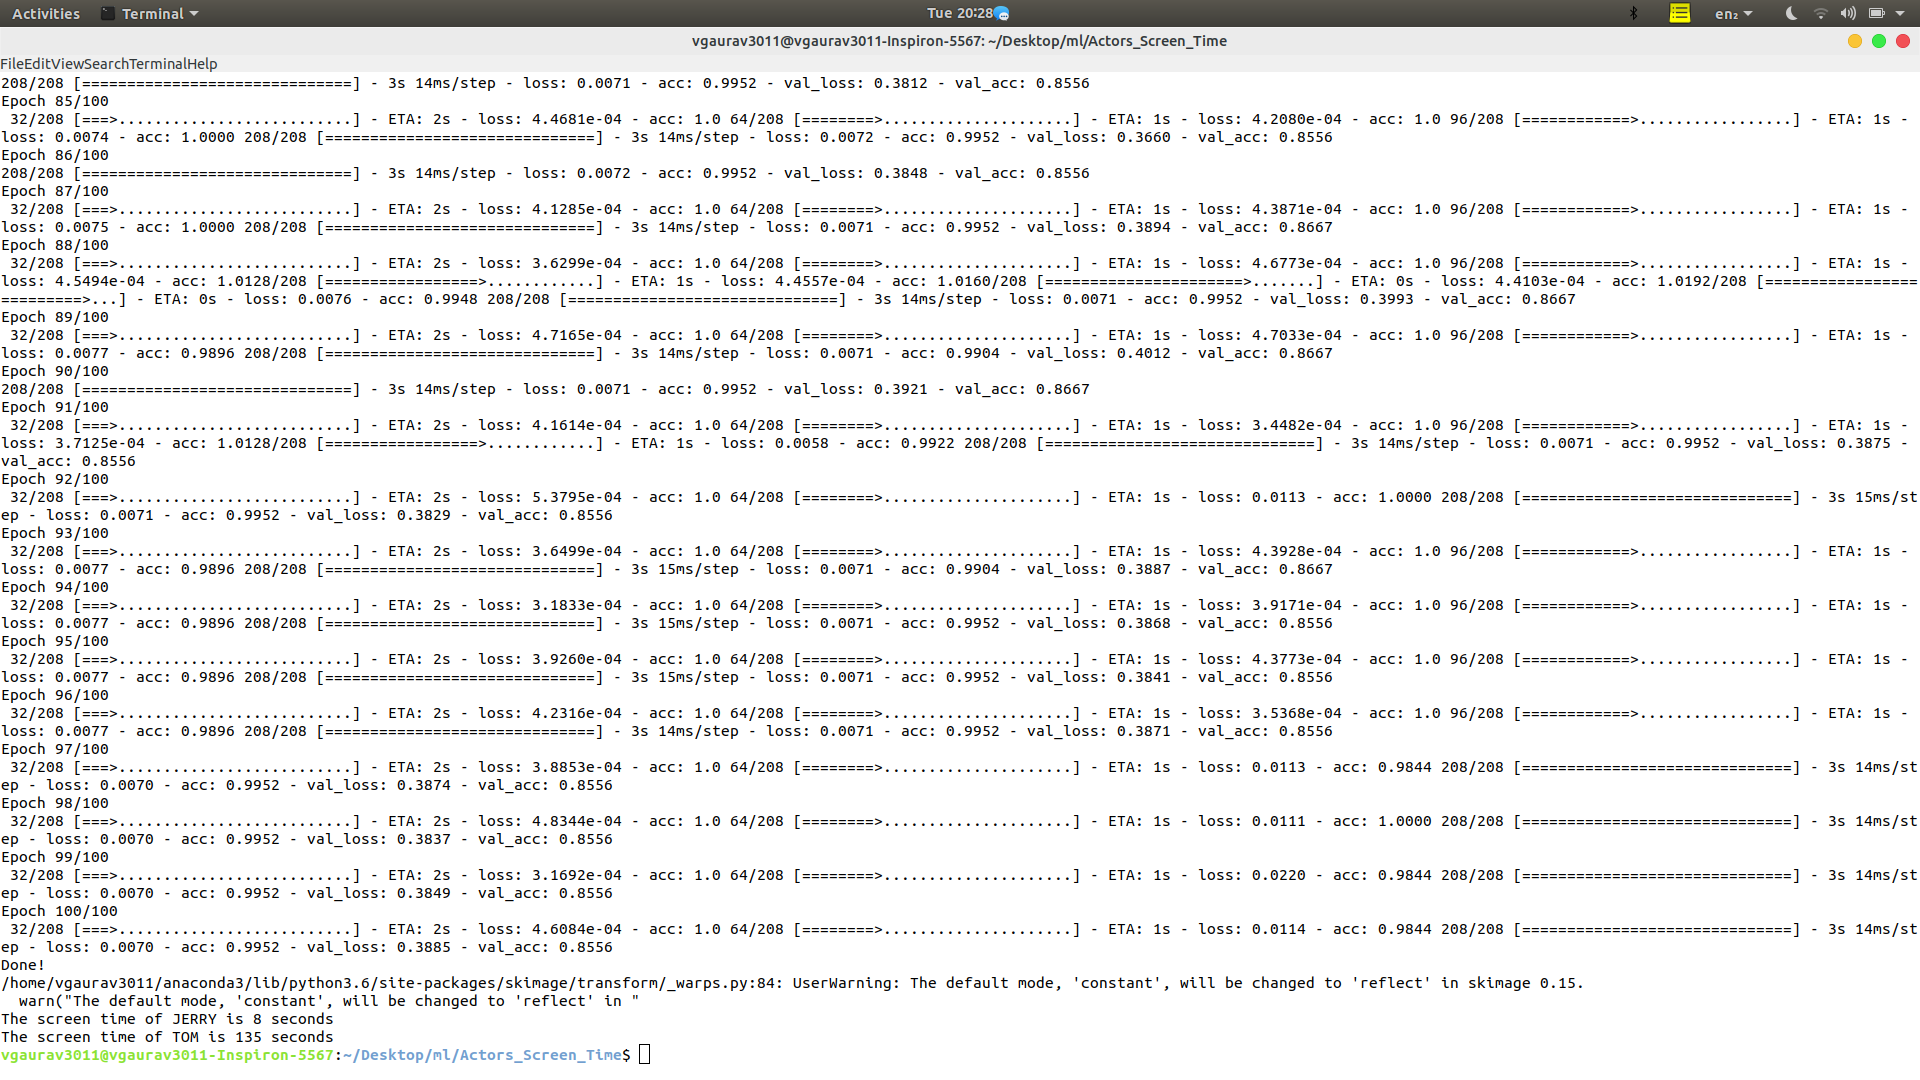 Activities Terminal Tue 20:28 en₂
vgaurav3011@vgaurav3011-Inspiron-5567: ~/Desktop/ml/Actors_Screen_Time
FileEditViewSearchTerminalHelp
208/208 [==============================] - 3s 14ms/step - loss: 0.0071 - acc: 0.9952 - val_loss: 0.3812 - val_acc: 0.8556
Epoch 85/100
 32/208 [===>..........................] - ETA: 2s - loss: 4.4681e-04 - acc: 1.0 64/208 [========>.....................] - ETA: 1s - loss: 4.2080e-04 - acc: 1.0 96/208 [============>.................] - ETA: 1s -
loss: 0.0074 - acc: 1.0000 208/208 [==============================] - 3s 14ms/step - loss: 0.0072 - acc: 0.9952 - val_loss: 0.3660 - val_acc: 0.8556
Epoch 86/100
208/208 [==============================] - 3s 14ms/step - loss: 0.0072 - acc: 0.9952 - val_loss: 0.3848 - val_acc: 0.8556
Epoch 87/100
 32/208 [===>..........................] - ETA: 2s - loss: 4.1285e-04 - acc: 1.0 64/208 [========>.....................] - ETA: 1s - loss: 4.3871e-04 - acc: 1.0 96/208 [============>.................] - ETA: 1s -
loss: 0.0075 - acc: 1.0000 208/208 [==============================] - 3s 14ms/step - loss: 0.0071 - acc: 0.9952 - val_loss: 0.3894 - val_acc: 0.8667
Epoch 88/100
 32/208 [===>..........................] - ETA: 2s - loss: 3.6299e-04 - acc: 1.0 64/208 [========>.....................] - ETA: 1s - loss: 4.6773e-04 - acc: 1.0 96/208 [============>.................] - ETA: 1s -
loss: 4.5494e-04 - acc: 1.0128/208 [=================>............] - ETA: 1s - loss: 4.4557e-04 - acc: 1.0160/208 [======================>.......] - ETA: 0s - loss: 4.4103e-04 - acc: 1.0192/208 [=================
==========>...] - ETA: 0s - loss: 0.0076 - acc: 0.9948 208/208 [==============================] - 3s 14ms/step - loss: 0.0071 - acc: 0.9952 - val_loss: 0.3993 - val_acc: 0.8667
Epoch 89/100
 32/208 [===>..........................] - ETA: 2s - loss: 4.7165e-04 - acc: 1.0 64/208 [========>.....................] - ETA: 1s - loss: 4.7033e-04 - acc: 1.0 96/208 [============>.................] - ETA: 1s -
loss: 0.0077 - acc: 0.9896 208/208 [==============================] - 3s 14ms/step - loss: 0.0071 - acc: 0.9904 - val_loss: 0.4012 - val_acc: 0.8667
Epoch 90/100
208/208 [==============================] - 3s 14ms/step - loss: 0.0071 - acc: 0.9952 - val_loss: 0.3921 - val_acc: 0.8667
Epoch 91/100
 32/208 [===>..........................] - ETA: 2s - loss: 4.1614e-04 - acc: 1.0 64/208 [========>.....................] - ETA: 1s - loss: 3.4482e-04 - acc: 1.0 96/208 [============>.................] - ETA: 1s -
loss: 3.7125e-04 - acc: 1.0128/208 [=================>............] - ETA: 1s - loss: 0.0058 - acc: 0.9922 208/208 [==============================] - 3s 14ms/step - loss: 0.0071 - acc: 0.9952 - val_loss: 0.3875 -
val_acc: 0.8556
Epoch 92/100
 32/208 [===>..........................] - ETA: 2s - loss: 5.3795e-04 - acc: 1.0 64/208 [========>.....................] - ETA: 1s - loss: 0.0113 - acc: 1.0000 208/208 [==============================] - 3s 15ms/st
ep - loss: 0.0071 - acc: 0.9952 - val_loss: 0.3829 - val_acc: 0.8556
Epoch 93/100
 32/208 [===>..........................] - ETA: 2s - loss: 3.6499e-04 - acc: 1.0 64/208 [========>.....................] - ETA: 1s - loss: 4.3928e-04 - acc: 1.0 96/208 [============>.................] - ETA: 1s -
loss: 0.0077 - acc: 0.9896 208/208 [==============================] - 3s 15ms/step - loss: 0.0071 - acc: 0.9904 - val_loss: 0.3887 - val_acc: 0.8667
Epoch 94/100
 32/208 [===>..........................] - ETA: 2s - loss: 3.1833e-04 - acc: 1.0 64/208 [========>.....................] - ETA: 1s - loss: 3.9171e-04 - acc: 1.0 96/208 [============>.................] - ETA: 1s -
loss: 0.0077 - acc: 0.9896 208/208 [==============================] - 3s 15ms/step - loss: 0.0071 - acc: 0.9952 - val_loss: 0.3868 - val_acc: 0.8556
Epoch 95/100
 32/208 [===>..........................] - ETA: 2s - loss: 3.9260e-04 - acc: 1.0 64/208 [========>.....................] - ETA: 1s - loss: 4.3773e-04 - acc: 1.0 96/208 [============>.................] - ETA: 1s -
loss: 0.0077 - acc: 0.9896 208/208 [==============================] - 3s 15ms/step - loss: 0.0071 - acc: 0.9952 - val_loss: 0.3841 - val_acc: 0.8556
Epoch 96/100
 32/208 [===>..........................] - ETA: 2s - loss: 4.2316e-04 - acc: 1.0 64/208 [========>.....................] - ETA: 1s - loss: 3.5368e-04 - acc: 1.0 96/208 [============>.................] - ETA: 1s -
loss: 0.0077 - acc: 0.9896 208/208 [==============================] - 3s 14ms/step - loss: 0.0071 - acc: 0.9952 - val_loss: 0.3871 - val_acc: 0.8556
Epoch 97/100
 32/208 [===>..........................] - ETA: 2s - loss: 3.8853e-04 - acc: 1.0 64/208 [========>.....................] - ETA: 1s - loss: 0.0113 - acc: 0.9844 208/208 [==============================] - 3s 14ms/st
ep - loss: 0.0070 - acc: 0.9952 - val_loss: 0.3874 - val_acc: 0.8556
Epoch 98/100
 32/208 [===>..........................] - ETA: 2s - loss: 4.8344e-04 - acc: 1.0 64/208 [========>.....................] - ETA: 1s - loss: 0.0111 - acc: 1.0000 208/208 [==============================] - 3s 14ms/st
ep - loss: 0.0070 - acc: 0.9952 - val_loss: 0.3837 - val_acc: 0.8556
Epoch 99/100
 32/208 [===>..........................] - ETA: 2s - loss: 3.1692e-04 - acc: 1.0 64/208 [========>.....................] - ETA: 1s - loss: 0.0220 - acc: 0.9844 208/208 [==============================] - 3s 14ms/st
ep - loss: 0.0070 - acc: 0.9952 - val_loss: 0.3849 - val_acc: 0.8556
Epoch 100/100
 32/208 [===>..........................] - ETA: 2s - loss: 4.6084e-04 - acc: 1.0 64/208 [========>.....................] - ETA: 1s - loss: 0.0114 - acc: 0.9844 208/208 [==============================] - 3s 14ms/st
ep - loss: 0.0070 - acc: 0.9952 - val_loss: 0.3885 - val_acc: 0.8556
Done!
/home/vgaurav3011/anaconda3/lib/python3.6/site-packages/skimage/transform/_warps.py:84: UserWarning: The default mode, 'constant', will be changed to 'reflect' in skimage 0.15.
  warn("The default mode, 'constant', will be changed to 'reflect' in "
The screen time of JERRY is 8 seconds
The screen time of TOM is 135 seconds
vgaurav3011@vgaurav3011-Inspiron-5567:~/Desktop/ml/Actors_Screen_Time$